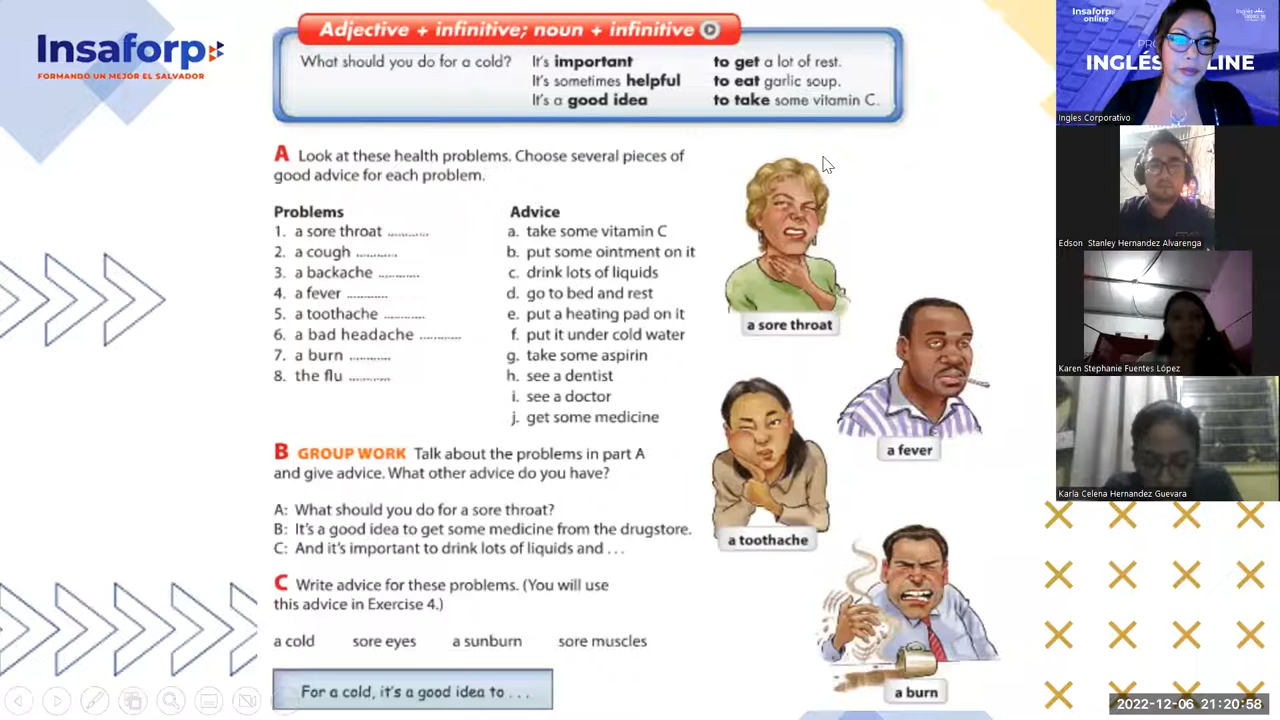 Insaforp
FORMANDO UN MEJOR EL SALVADOR
Adjective + infinitive; noun + infinitive
What should you do for a cold? It's important to get a lot of rest.
It's sometimes helpful to eat garlic soup.
It's a good idea to take some vitamin C.
A Look at these health problems. Choose several pieces of
good advice for each problem.
Problems
1. a sore throat ............
2. a cough ............
3. a backache ............
4. a fever ............
5. a toothache ............
6. a bad headache ............
7. a burn ............
8. the flu ............
Advice
a. take some vitamin C
b. put some ointment on it
c. drink lots of liquids
d. go to bed and rest
e. put a heating pad on it
f. put it under cold water
g. take some aspirin
h. see a dentist
i. see a doctor
j. get some medicine
B GROUP WORK Talk about the problems in part A
and give advice. What other advice do you have?
A: What should you do for a sore throat?
B: It's a good idea to get some medicine from the drugstore.
C: And it's important to drink lots of liquids and ...
C Write advice for these problems. (You will use
this advice in Exercise 4.)
a cold sore eyes a sunburn sore muscles
For a cold, it's a good idea to ...
a sore throat
a fever
a toothache
a burn
Insaforp
online
INGLÉS
LINE
Ingles Corporativo
Edson Stanley Hernandez Alvarenga
Karen Stephanie Fuentes López
Karla Celena Hernandez Guevara
2022-12-06 21:20:58